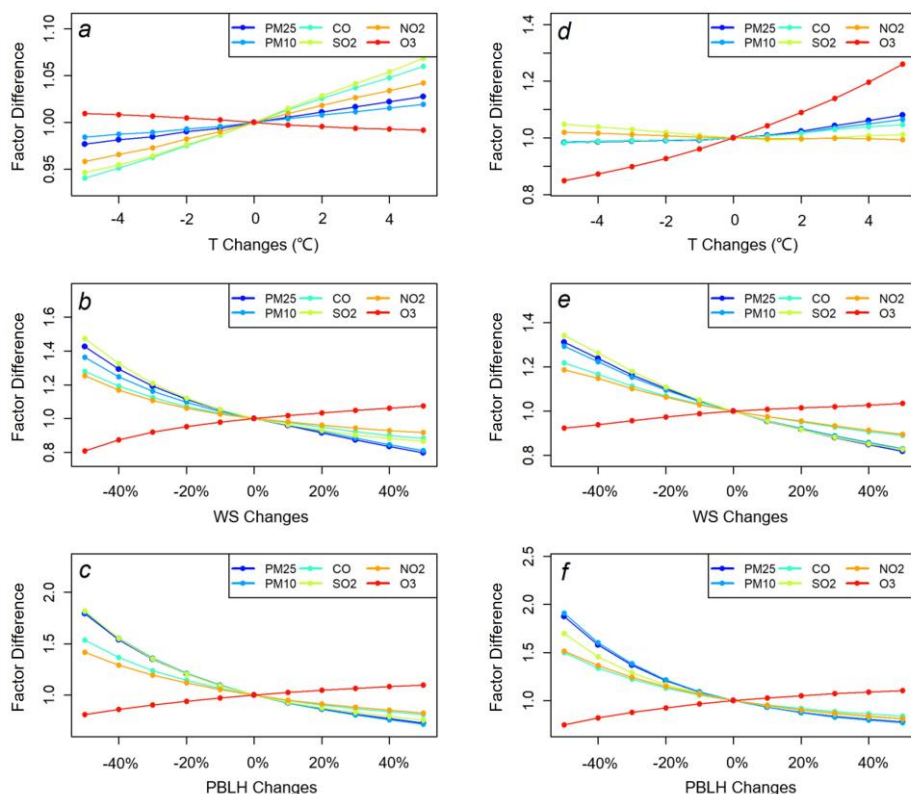 a
PM25 CO NO2
PM10 SO2 O3
Factor Difference
1.10
1.05
1.00
0.95
-4 -2 0 2 4
T Changes (℃)
d
PM25 CO NO2
PM10 SO2 O3
Factor Difference
1.4
1.2
1.0
0.8
-4 -2 0 2 4
T Changes (℃)
b
PM25 CO NO2
PM10 SO2 O3
Factor Difference
1.6
1.4
1.2
1.0
0.8
-40% -20% 0% 20% 40%
WS Changes
e
PM25 CO NO2
PM10 SO2 O3
Factor Difference
1.4
1.2
1.0
0.8
-40% -20% 0% 20% 40%
WS Changes
c
PM25 CO NO2
PM10 SO2 O3
Factor Difference
2.0
1.5
1.0
-40% -20% 0% 20% 40%
PBLH Changes
f
PM25 CO NO2
PM10 SO2 O3
Factor Difference
2.5
2.0
1.5
1.0
-40% -20% 0% 20% 40%
PBLH Changes